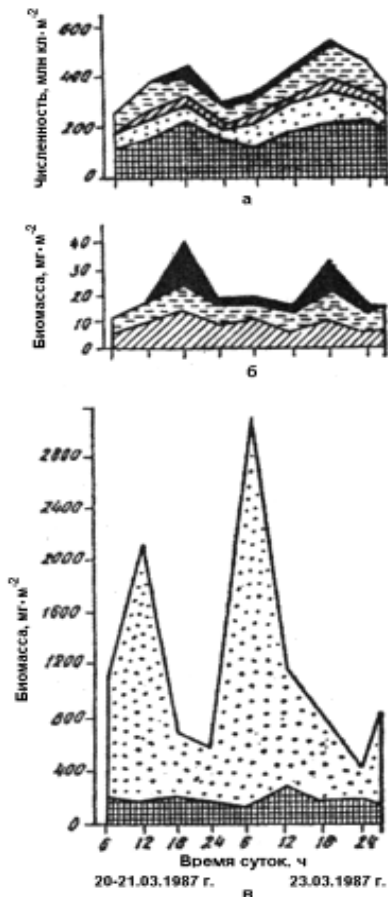 Численность, млн кл·м⁻²
600
400
200
0
а
Биомасса, мг·м⁻²
40
30
20
10
0
б
Биомасса, мг·м⁻²
2800
2400
2000
1600
1200
800
400
0
6 12 18 24 6 12 18 24
Время суток, ч
20-21.03.1987 г. 23.03.1987 г.
в